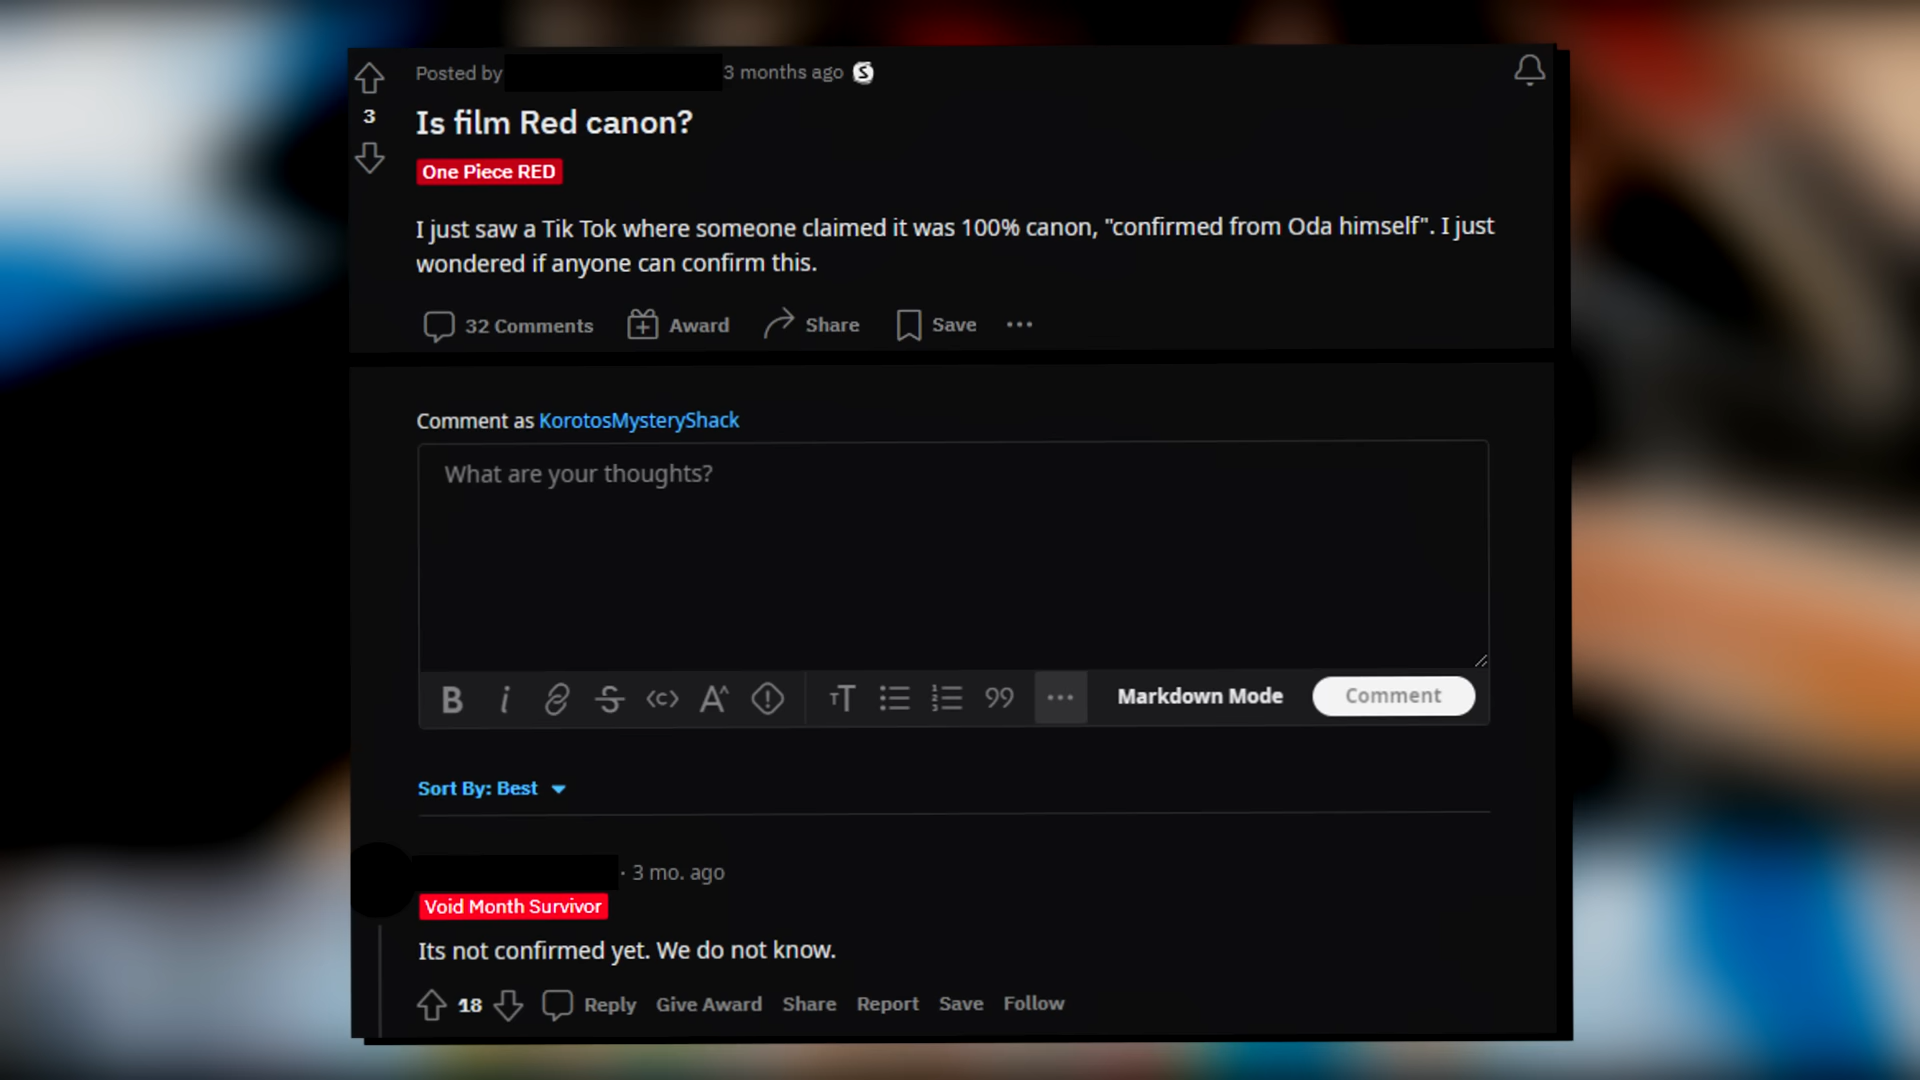 Posted by 3 months ago
3
Is film Red canon?
One Piece RED
I just saw a Tik Tok where someone claimed it was 100% canon, "confirmed from Oda himself". I just
wondered if anyone can confirm this.
32 Comments Award Share Save
Comment as KorotosMysteryShack
What are your thoughts?
Markdown Mode Comment
Sort By: Best
· 3 mo. ago
Void Month Survivor
Its not confirmed yet. We do not know.
18 Reply Give Award Share Report Save Follow